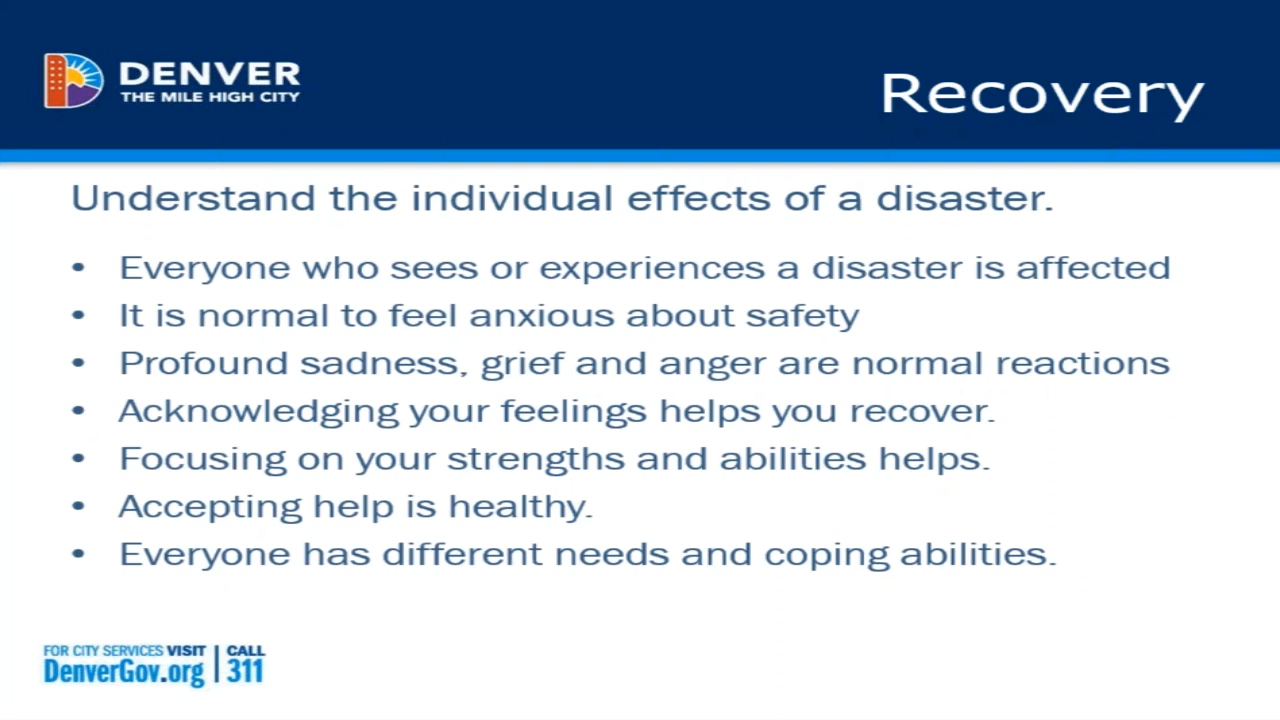 DENVER
THE MILE HIGH CITY
Recovery
Understand the individual effects of a disaster.
• Everyone who sees or experiences a disaster is affected
• It is normal to feel anxious about safety
• Profound sadness, grief and anger are normal reactions
• Acknowledging your feelings helps you recover.
• Focusing on your strengths and abilities helps.
• Accepting help is healthy.
• Everyone has different needs and coping abilities.
FOR CITY SERVICES VISIT | CALL
DenverGov.org | 311